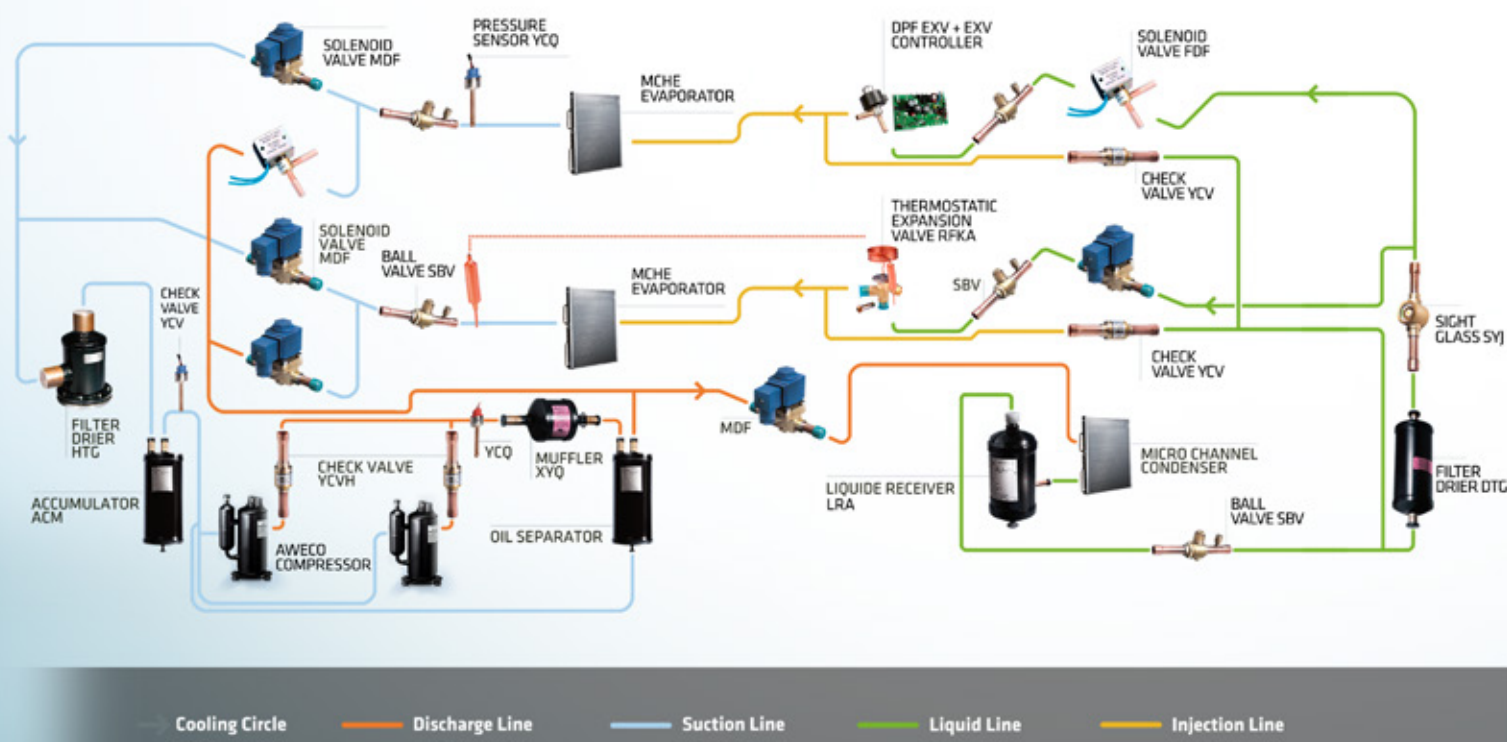 PRESSURE
SENSOR YCQ
SOLENOID
VALVE MDF
MCHE
EVAPORATOR
DPF EXV + EXV
CONTROLLER
SOLENOID
VALVE FDF
CHECK
VALVE YCV
SOLENOID
VALVE
MDF
BALL
VALVE SBV
MCHE
EVAPORATOR
THERMOSTATIC
EXPANSION
VALVE RFKA
SBV
CHECK
VALVE YCV
SIGHT
GLASS SYJ
CHECK
VALVE
YCV
FILTER
DRIER
HTG
ACCUMULATOR
ACM
CHECK VALVE
YCVH
YCQ
MUFFLER
XYQ
AWECO
COMPRESSOR
OIL SEPARATOR
MDF
LIQUIDE RECEIVER
LRA
MICRO CHANNEL
CONDENSER
BALL
VALVE SBV
FILTER
DRIER DTG
Cooling Circle
Discharge Line
Suction Line
Liquid Line
Injection Line